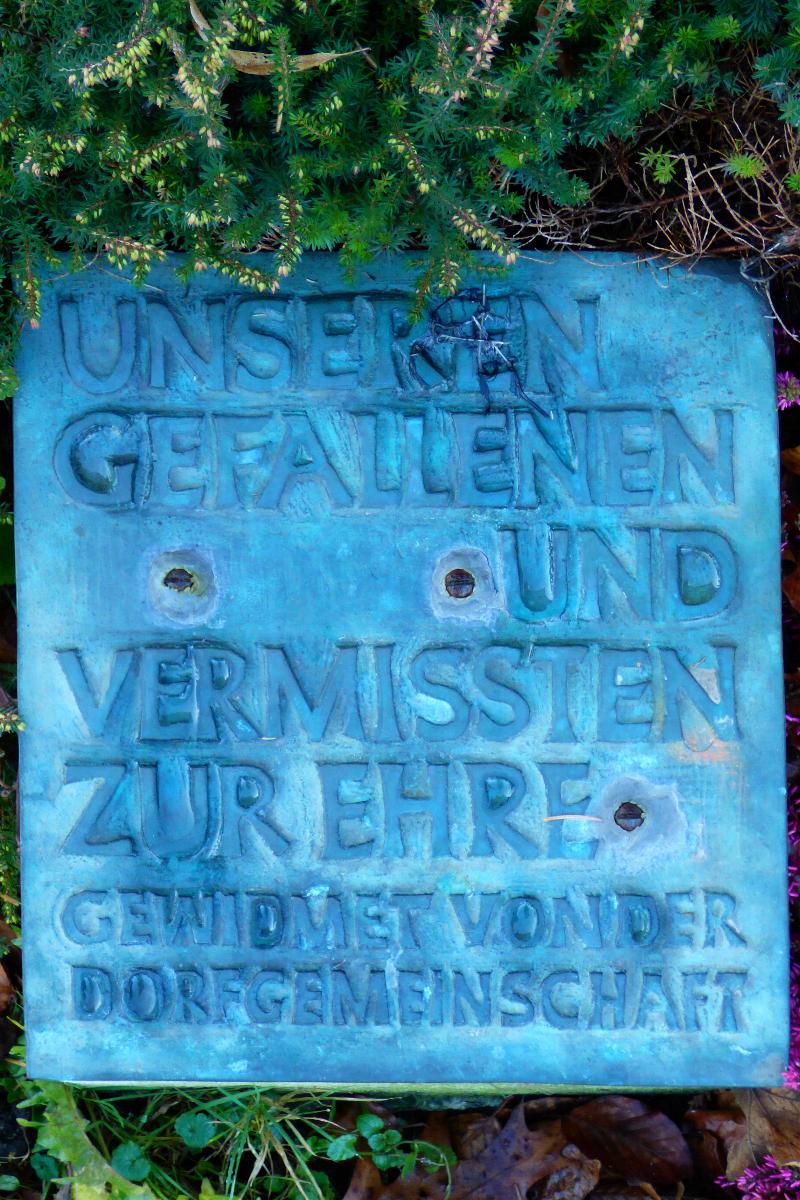 UNSEREN
GEFALLENEN
UND
VERMISSTEN
ZUR EHRE
GEWIDMET VON DER
DORFGEMEINSCHAFT